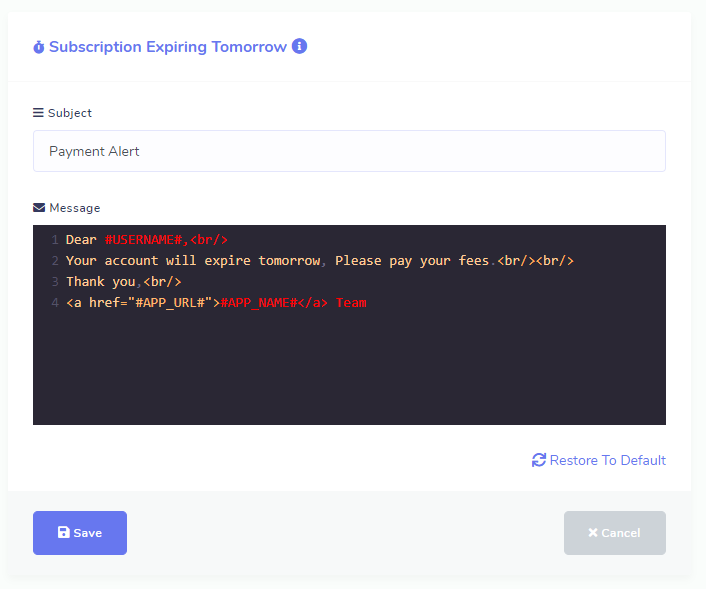 Subscription Expiring Tomorrow
Subject
Payment Alert
Message
1 Dear #USERNAME#,<br/>
2 Your account will expire tomorrow, Please pay your fees.<br/><br/>
3 Thank you,<br/>
4 <a href="#APP_URL#">#APP_NAME#</a> Team
Restore To Default
Save
Cancel